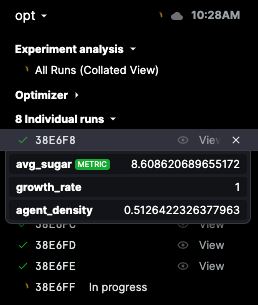 opt 10:28AM
Experiment analysis
All Runs (Collated View)
Optimizer
8 Individual runs
38E6F8 View
avg_sugar METRIC 8.608620689655172
growth_rate 1
agent_density 0.5126422326377963
38E6FC View
38E6FD View
38E6FE View
38E6FF In progress